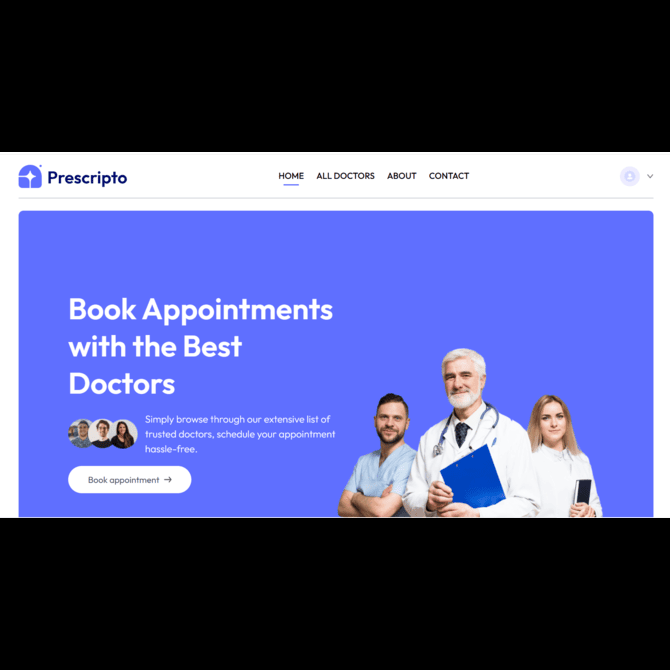 Prescripto
HOME ALL DOCTORS ABOUT CONTACT
Book Appointments
with the Best
Doctors
Simply browse through our extensive list of
trusted doctors, schedule your appointment
hassle-free.
Book appointment →